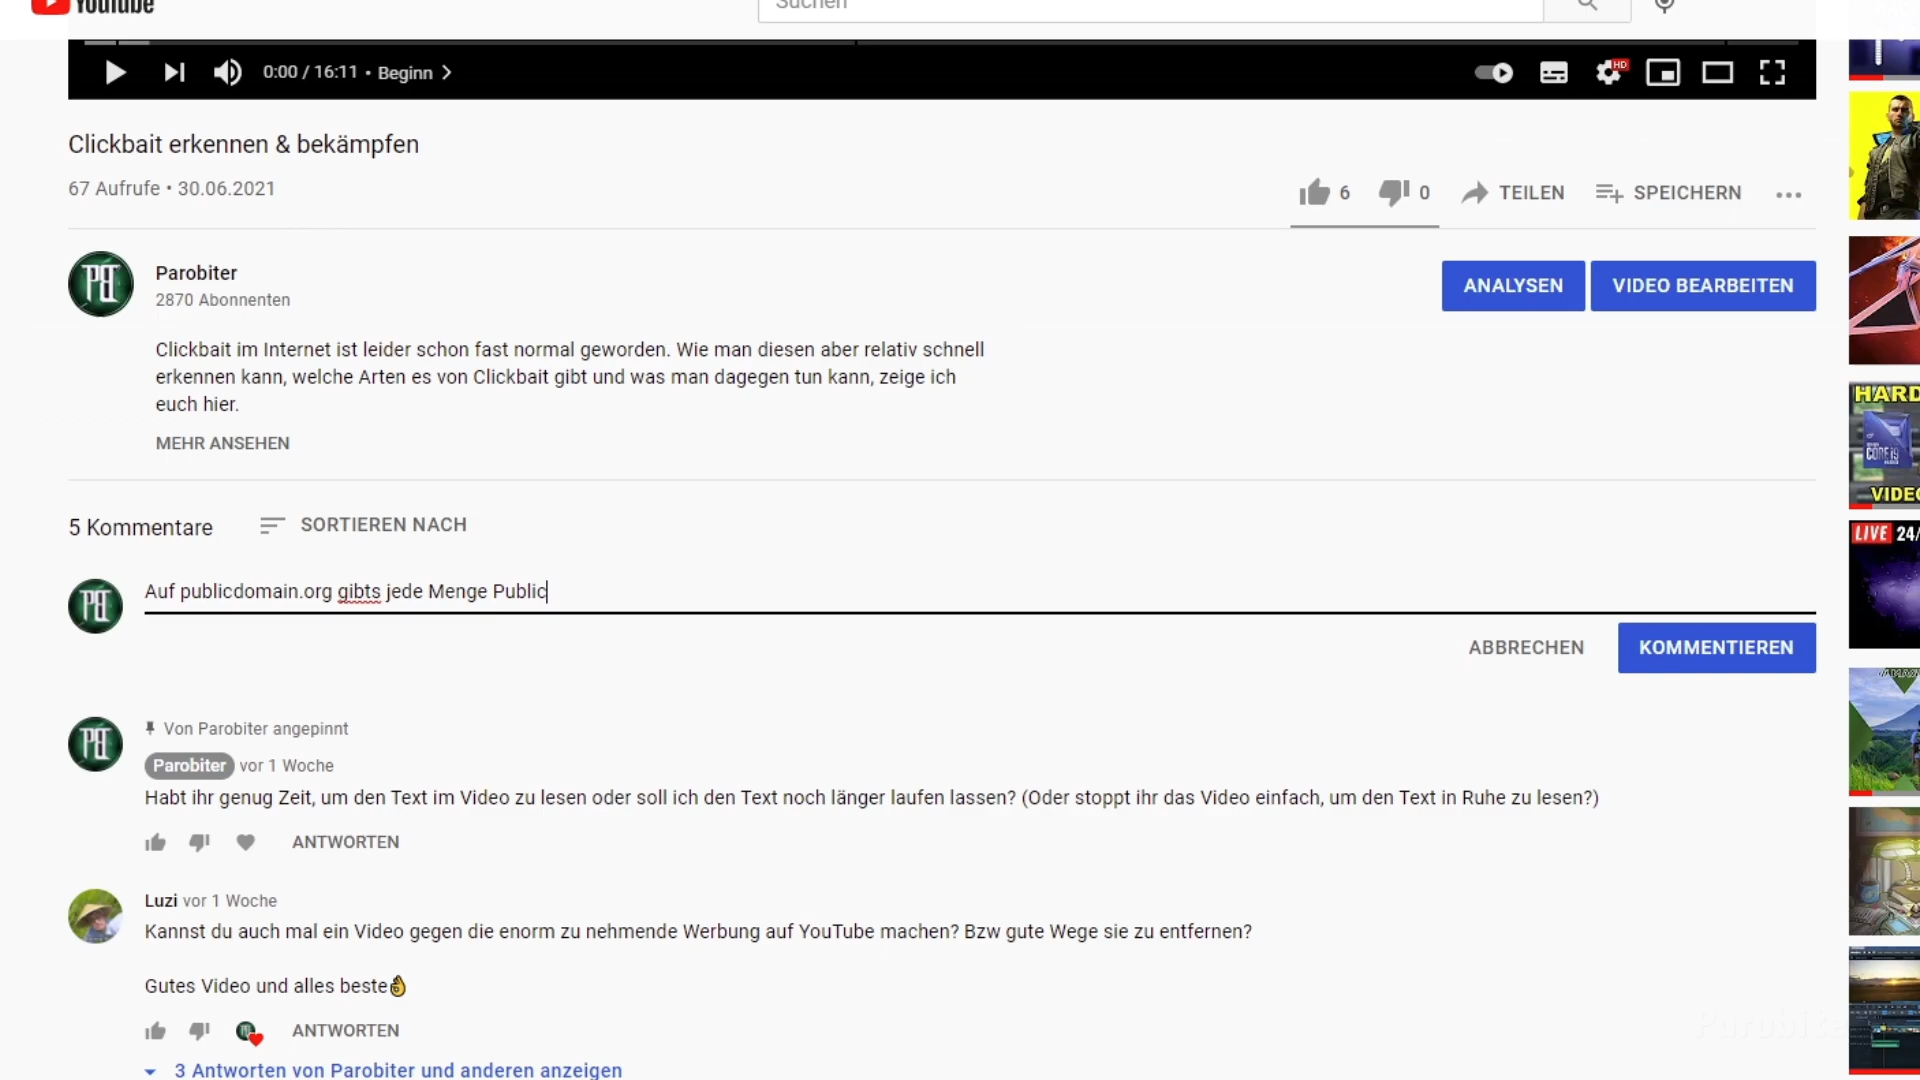 YouTube
Suchen
0:00 / 16:11 • Beginn
HD
Clickbait erkennen & bekämpfen
67 Aufrufe • 30.06.2021
6
0
TEILEN
SPEICHERN
Parobiter
2870 Abonnenten
ANALYSEN
VIDEO BEARBEITEN
Clickbait im Internet ist leider schon fast normal geworden. Wie man diesen aber relativ schnell
erkennen kann, welche Arten es von Clickbait gibt und was man dagegen tun kann, zeige ich
euch hier.
MEHR ANSEHEN
HARD
CORE i9
VIDEO
5 Kommentare
SORTIEREN NACH
LIVE 24/
Auf publicdomain.org gibts jede Menge Public
ABBRECHEN
KOMMENTIEREN
Von Parobiter angepinnt
Parobiter vor 1 Woche
Habt ihr genug Zeit, um den Text im Video zu lesen oder soll ich den Text noch länger laufen lassen? (Oder stoppt ihr das Video einfach, um den Text in Ruhe zu lesen?)
ANTWORTEN
Luzi vor 1 Woche
Kannst du auch mal ein Video gegen die enorm zu nehmende Werbung auf YouTube machen? Bzw gute Wege sie zu entfernen?
Gutes Video und alles beste👌
ANTWORTEN
3 Antworten von Parobiter und anderen anzeigen